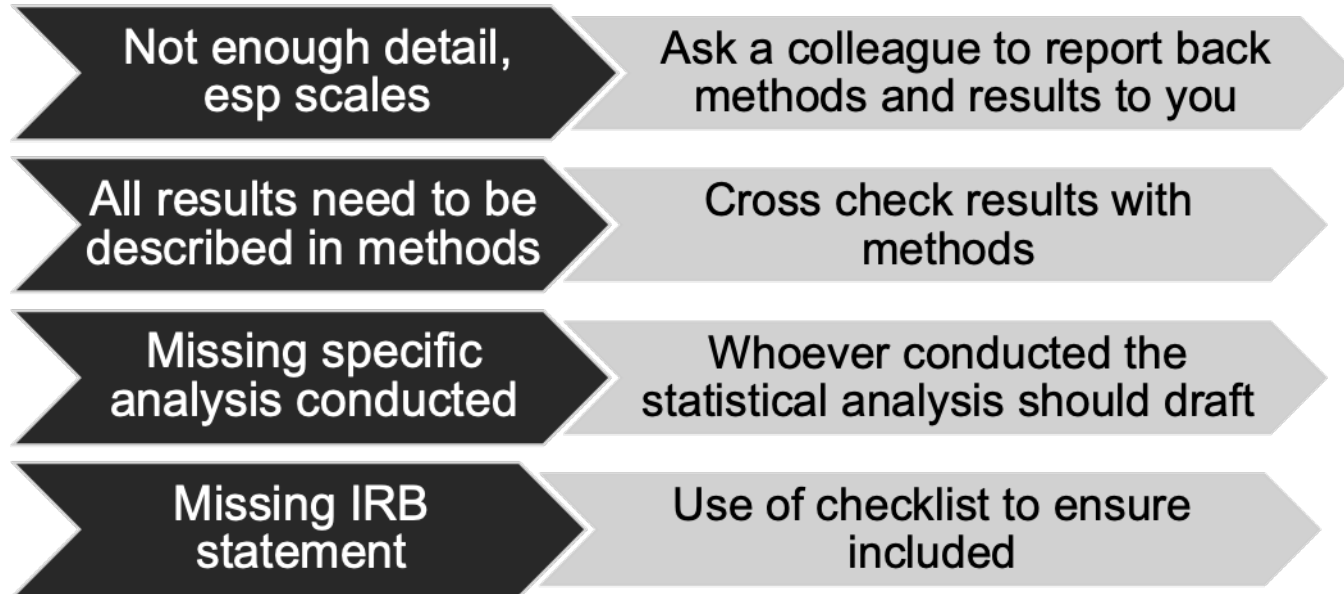 Not enough detail,
esp scales
Ask a colleague to report back
methods and results to you
All results need to be
described in methods
Cross check results with
methods
Missing specific
analysis conducted
Whoever conducted the
statistical analysis should draft
Missing IRB
statement
Use of checklist to ensure
included